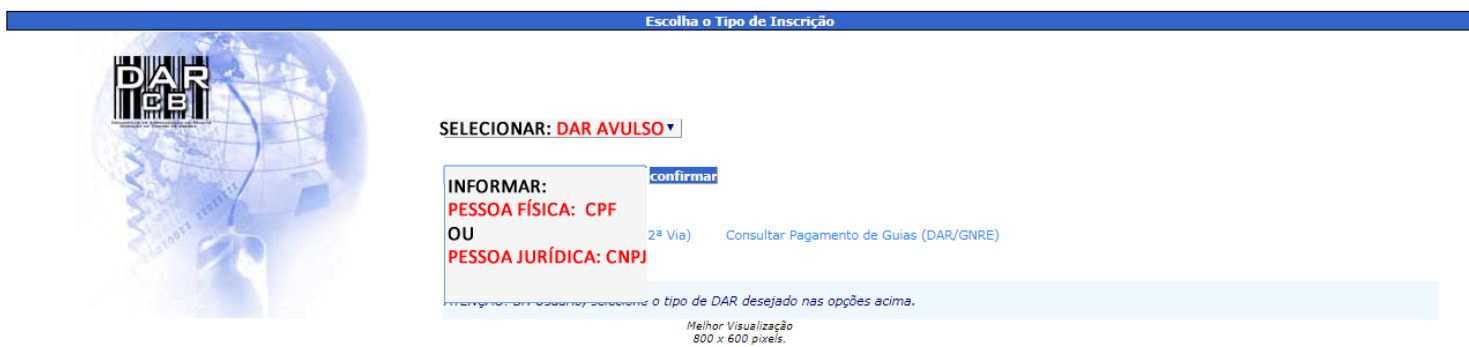 Escolha o Tipo de Inscrição
DAR
CB
SELECIONAR: DAR AVULSO
INFORMAR:
PESSOA FÍSICA: CPF
OU
PESSOA JURÍDICA: CNPJ
confirmar
2ª Via) Consultar Pagamento de Guias (DAR/GNRE)
o tipo de DAR desejado nas opções acima.
Melhor Visualização
800 x 600 pixels.